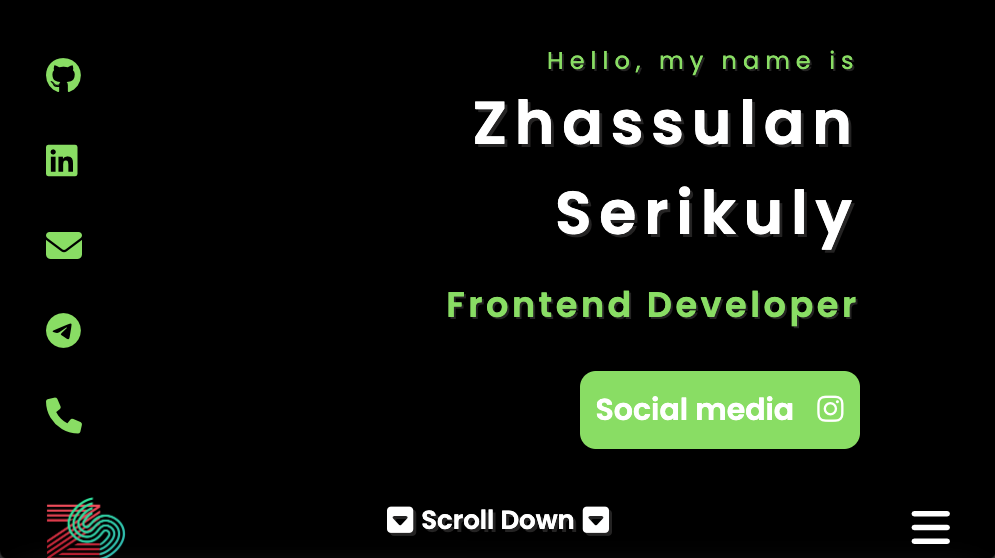 Hello, my name is
Zhassulan
Serikuly
Frontend Developer
Social media
Scroll Down